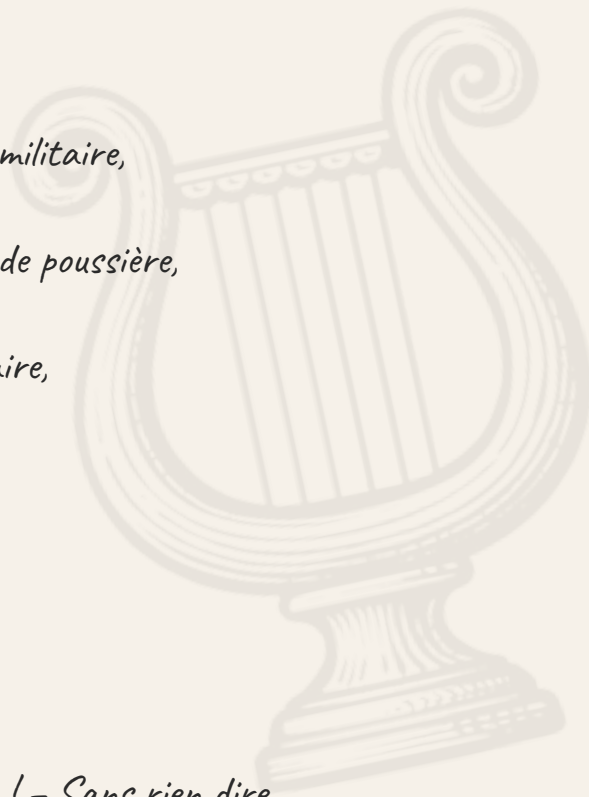 militaire,
de poussière,
ire,
! – Sans rien dire